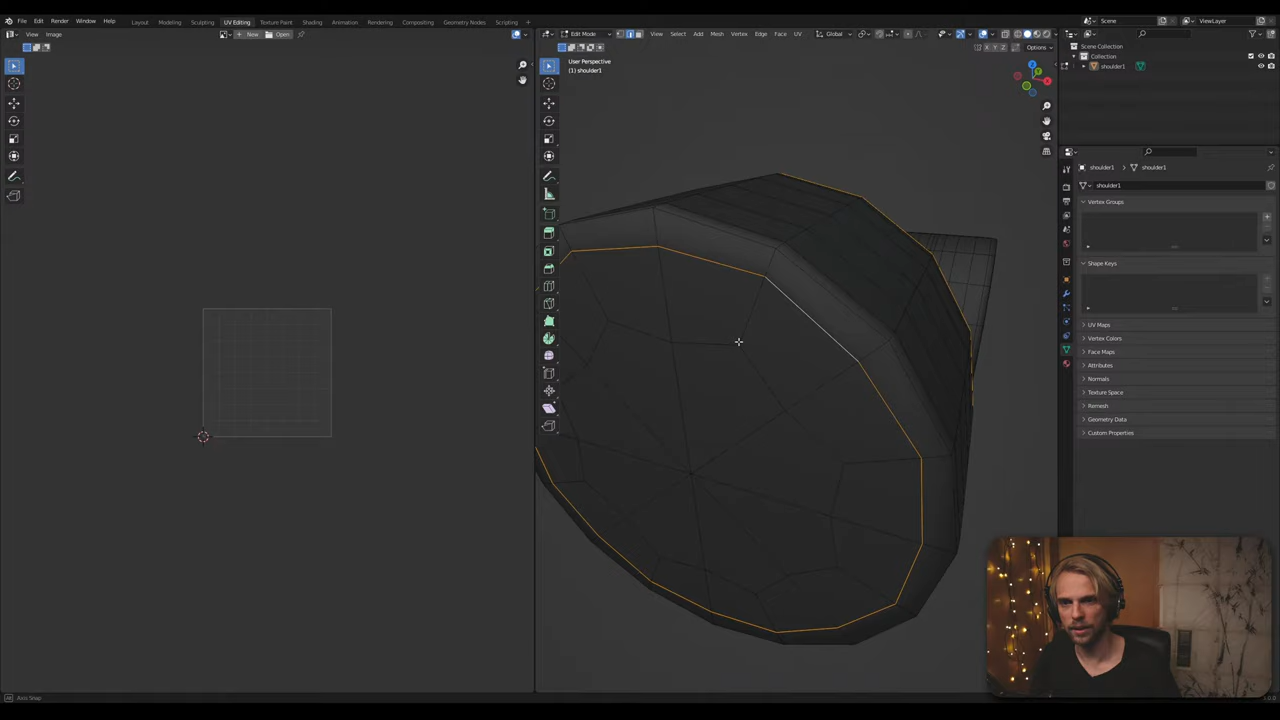 File Edit Render Window Help Layout Modeling Sculpting UV Editing Texture Paint Shading Animation Rendering Compositing Geometry Nodes Scripting Scene ViewLayer
View Image New Open Edit Mode View Select Add Mesh Vertex Edge Face UV Global
Options
User Perspective
(1) shoulder1
Scene Collection
Collection
shoulder1
shoulder1 shoulder1
shoulder1
Vertex Groups
Shape Keys
UV Maps
Vertex Colors
Face Maps
Attributes
Normals
Texture Space
Remesh
Geometry Data
Custom Properties
Axis Snap